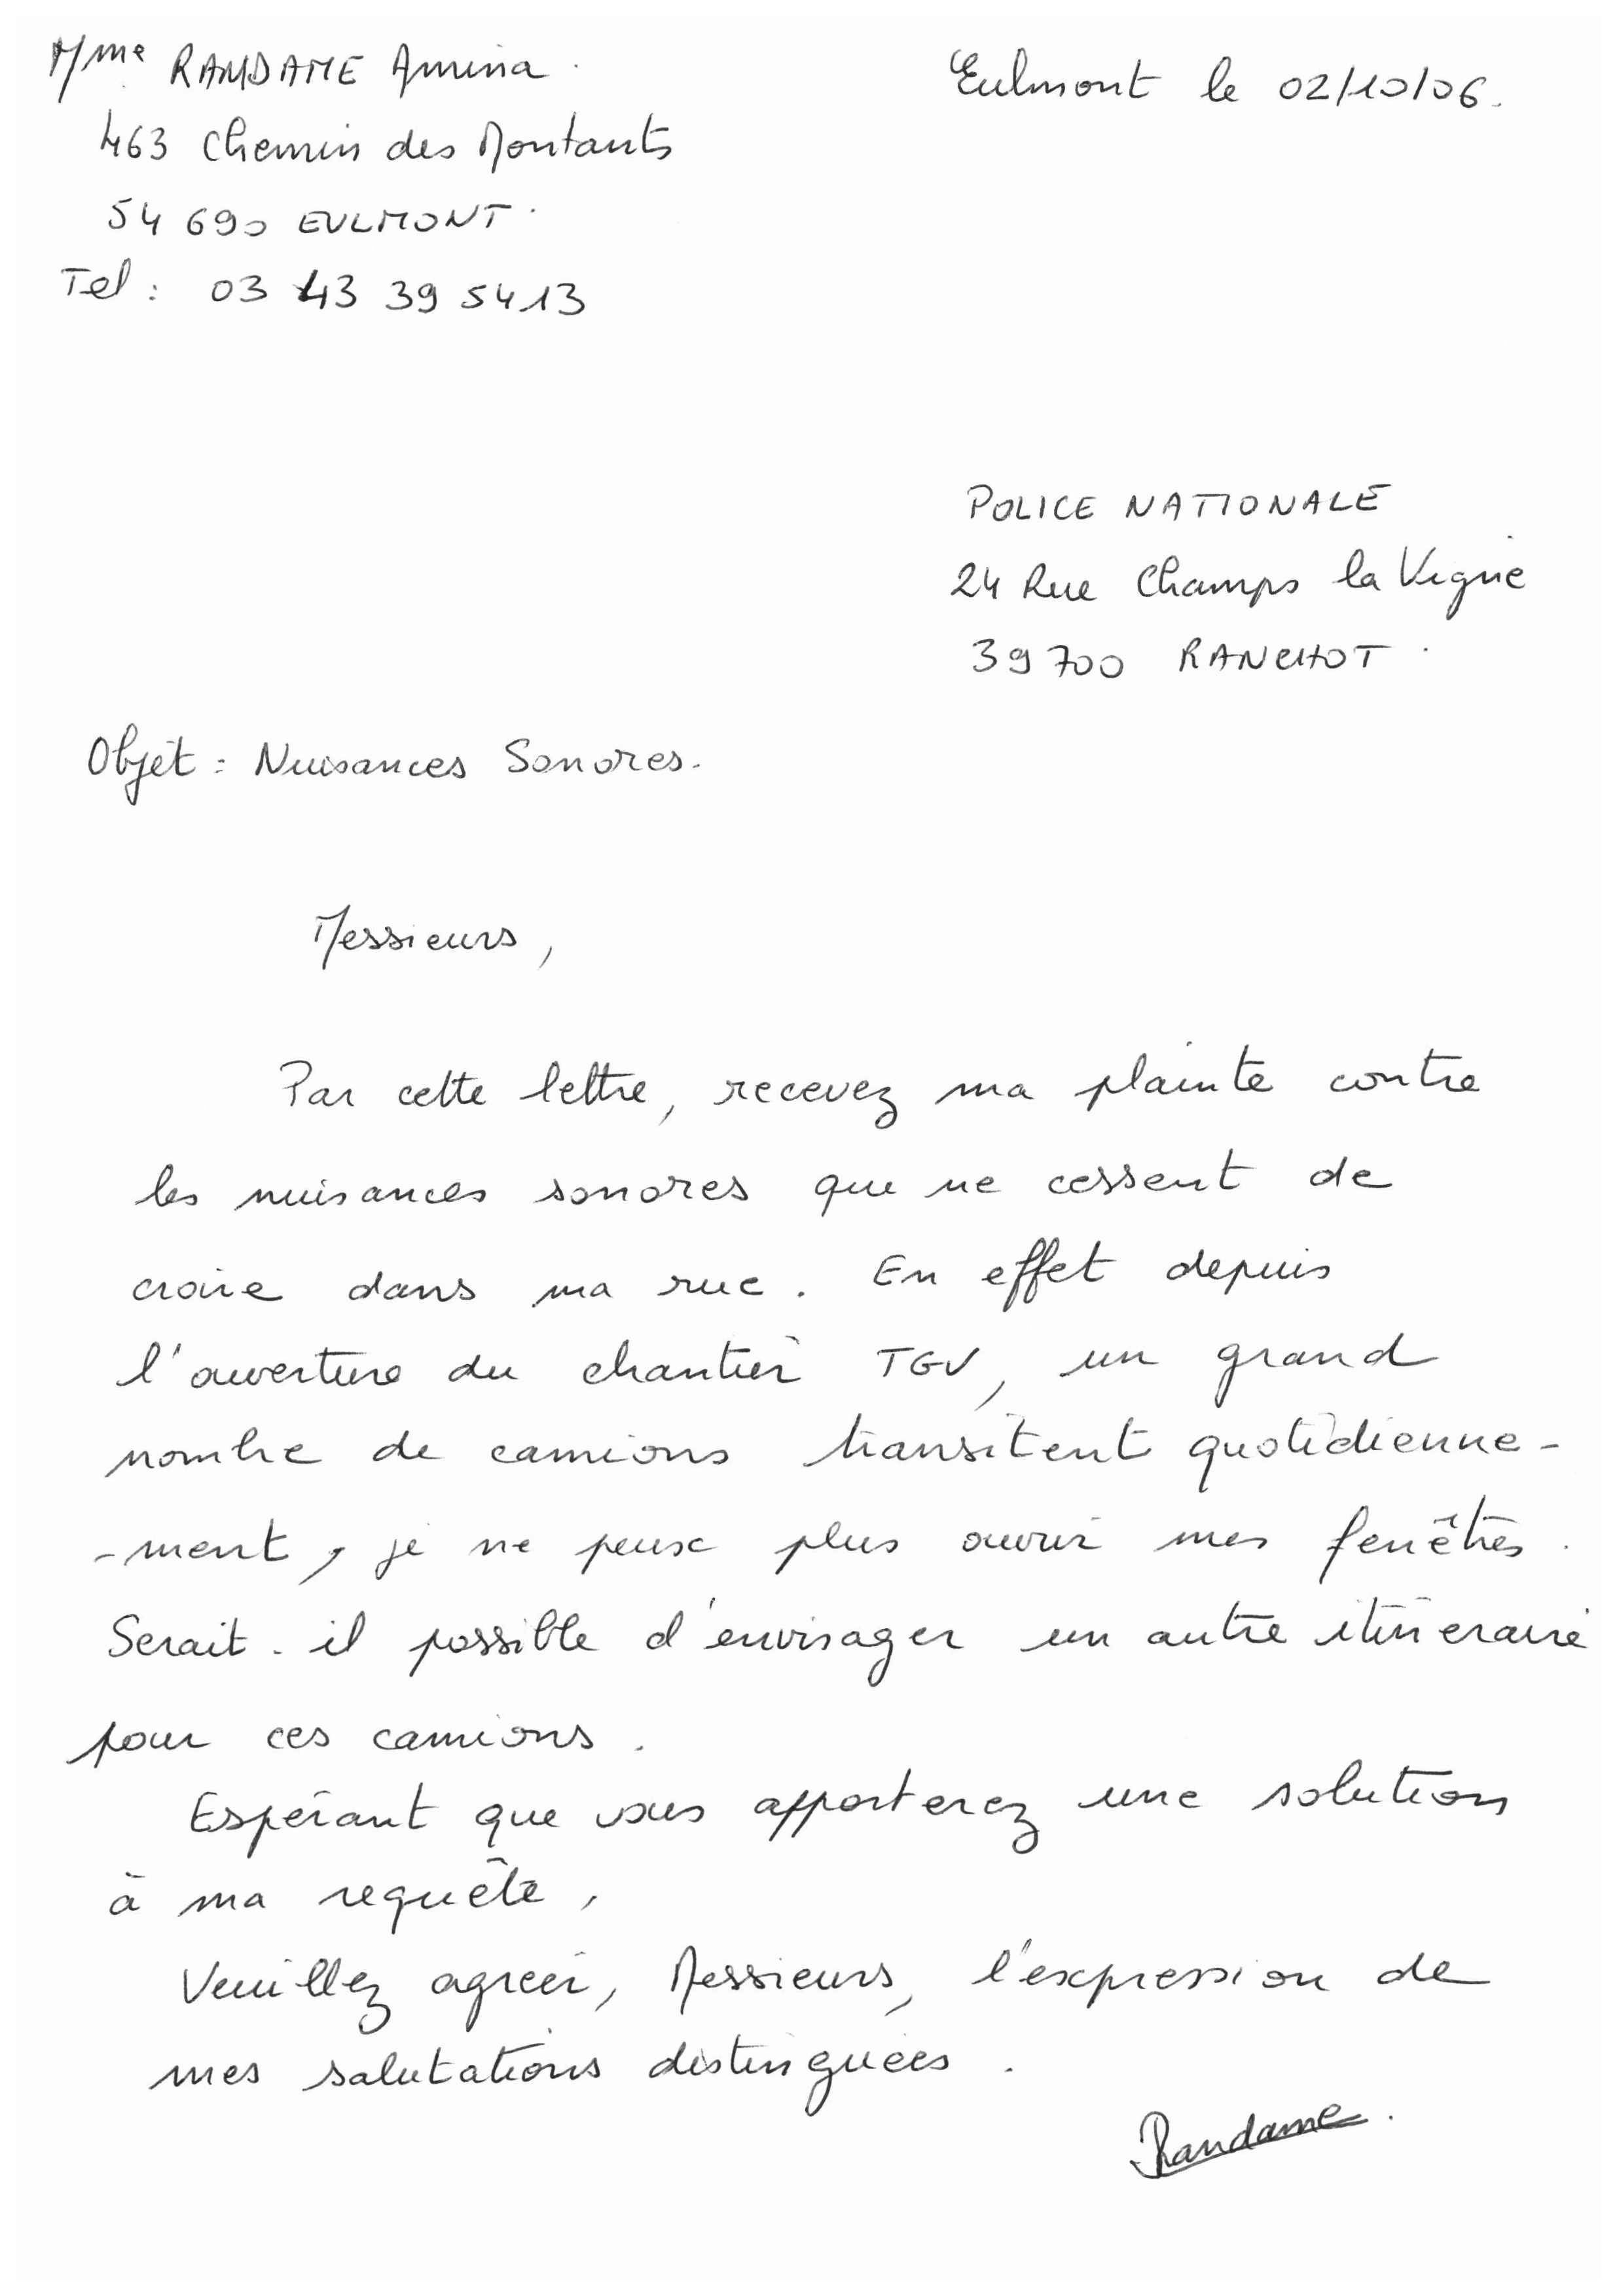 Mme RAMDAME Amina
463 Chemin des Montants
54 690 EULMONT.
Tel : 03 43 39 54 13
Eulmont le 02/10/06.
POLICE NATIONALE
24 Rue Champs la Vigne
39 700 RANCHOT.
Objet : Nuisances Sonores.
Messieurs,
Par cette lettre, recevez ma plainte contre
les nuisances sonores que ne cessent de
croire dans ma rue. En effet depuis
l'ouverture du chantier TGV, un grand
nombre de camions transitent quotidienne-
-ment, je ne peux plus ouvrir mes fenêtres.
Serait-il possible d'envisager un autre itinéraire
pour ces camions.
Espérant que vous apporterez une solution
à ma requête,
Veuillez agréer, Messieurs, l'expression de
mes salutations distinguées.
Ramdame.